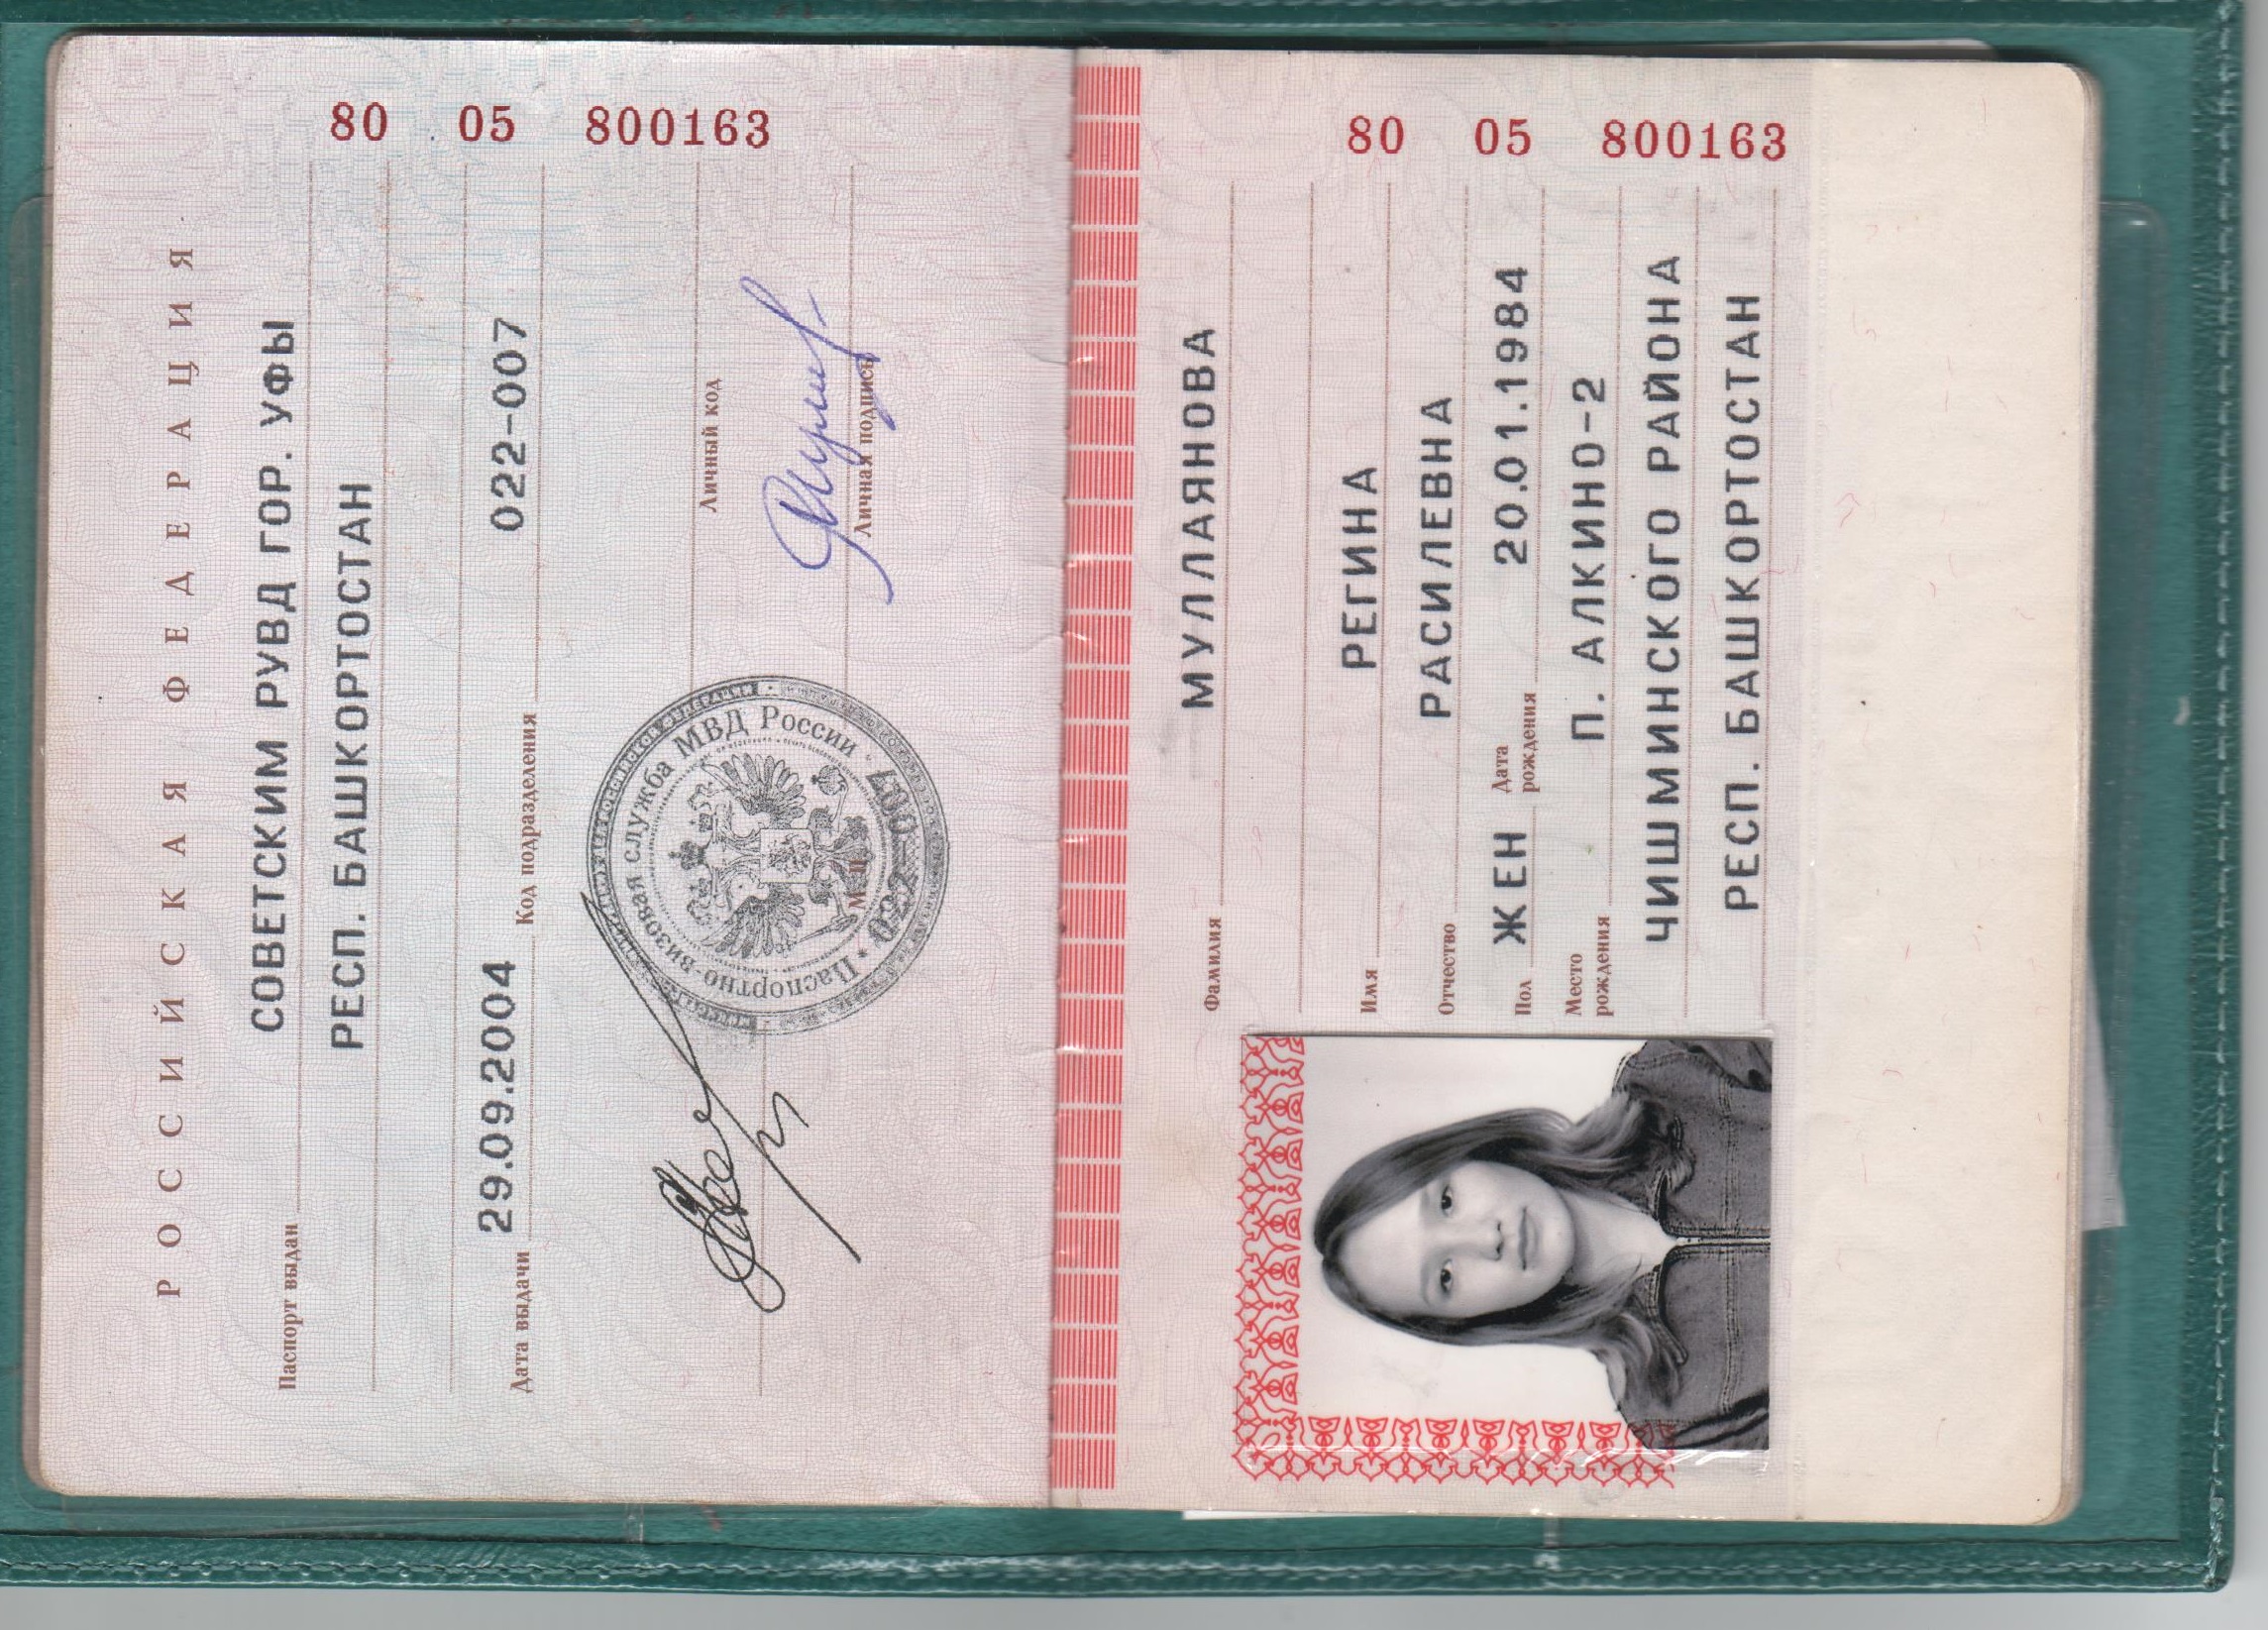 РОССИЙСКАЯ ФЕДЕРАЦИЯ
80 05 800163
Паспорт выдан СОВЕТСКИМ РУВД ГОР. УФЫ
РЕСП. БАШКОРТОСТАН
Дата выдачи 29.09.2004 Код подразделения 022-007
Личный код
Личная подпись
М.П.
Паспортно-визовая служба МВД России
80 05 800163
Фамилия МУЛЛАЯНОВА
Имя РЕГИНА
Отчество РАСИЛЕВНА
Пол ЖЕН Дата рождения 20.01.1984
Место рождения П. АЛКИНО-2
ЧИШМИНСКОГО РАЙОНА
РЕСП. БАШКОРТОСТАН